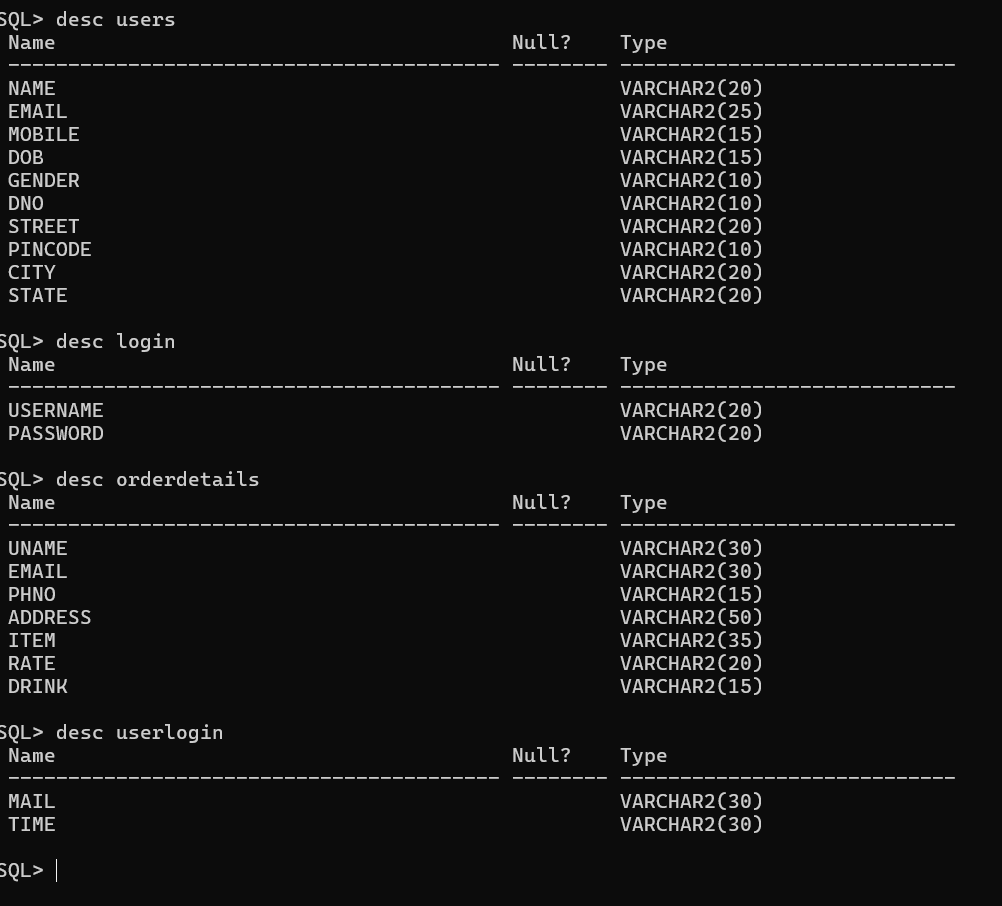 SQL> desc users
Name Null? Type
----------------------------------------- -------- ----------------------------
NAME VARCHAR2(20)
EMAIL VARCHAR2(25)
MOBILE VARCHAR2(15)
DOB VARCHAR2(15)
GENDER VARCHAR2(10)
DNO VARCHAR2(10)
STREET VARCHAR2(20)
PINCODE VARCHAR2(10)
CITY VARCHAR2(20)
STATE VARCHAR2(20)
SQL> desc login
Name Null? Type
----------------------------------------- -------- ----------------------------
USERNAME VARCHAR2(20)
PASSWORD VARCHAR2(20)
SQL> desc orderdetails
Name Null? Type
----------------------------------------- -------- ----------------------------
UNAME VARCHAR2(30)
EMAIL VARCHAR2(30)
PHNO VARCHAR2(15)
ADDRESS VARCHAR2(50)
ITEM VARCHAR2(35)
RATE VARCHAR2(20)
DRINK VARCHAR2(15)
SQL> desc userlogin
Name Null? Type
----------------------------------------- -------- ----------------------------
MAIL VARCHAR2(30)
TIME VARCHAR2(30)
SQL>